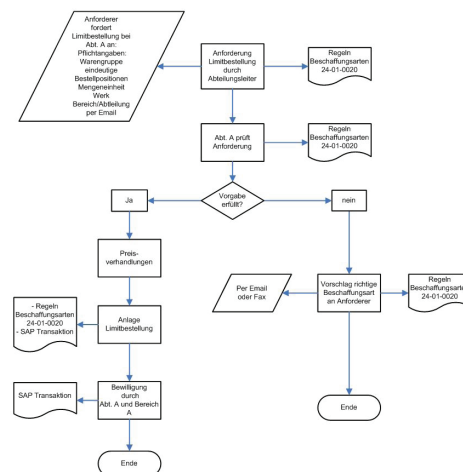 Anforderer
fordert
Limitbestellung bei
Abt. A an:
Pflichtangaben:
Warengruppe
eindeutige
Bestellpositionen
Mengeneinheit
Werk
Bereich/Abtleilung
per Email
Anforderung
Limitbestellung
durch
Abteilungsleiter
Regeln
Beschaffungsarten
24-01-0020
Abt. A prüft
Anforderung
Regeln
Beschaffungsarten
24-01-0020
Ja
Vorgabe
erfüllt?
nein
Preis-
verhandlungen
Per Email
oder Fax
Vorschlag richtige
Beschaffungsart
an Anforderer
Regeln
Beschaffungsarten
24-01-0020
- Regeln
Beschaffungsarten
24-01-0020
- SAP Transaktion
Anlage
Limitbestellung
SAP Transaktion
Bewilligung
durch
Abt. A und Bereich
A
Ende
Ende